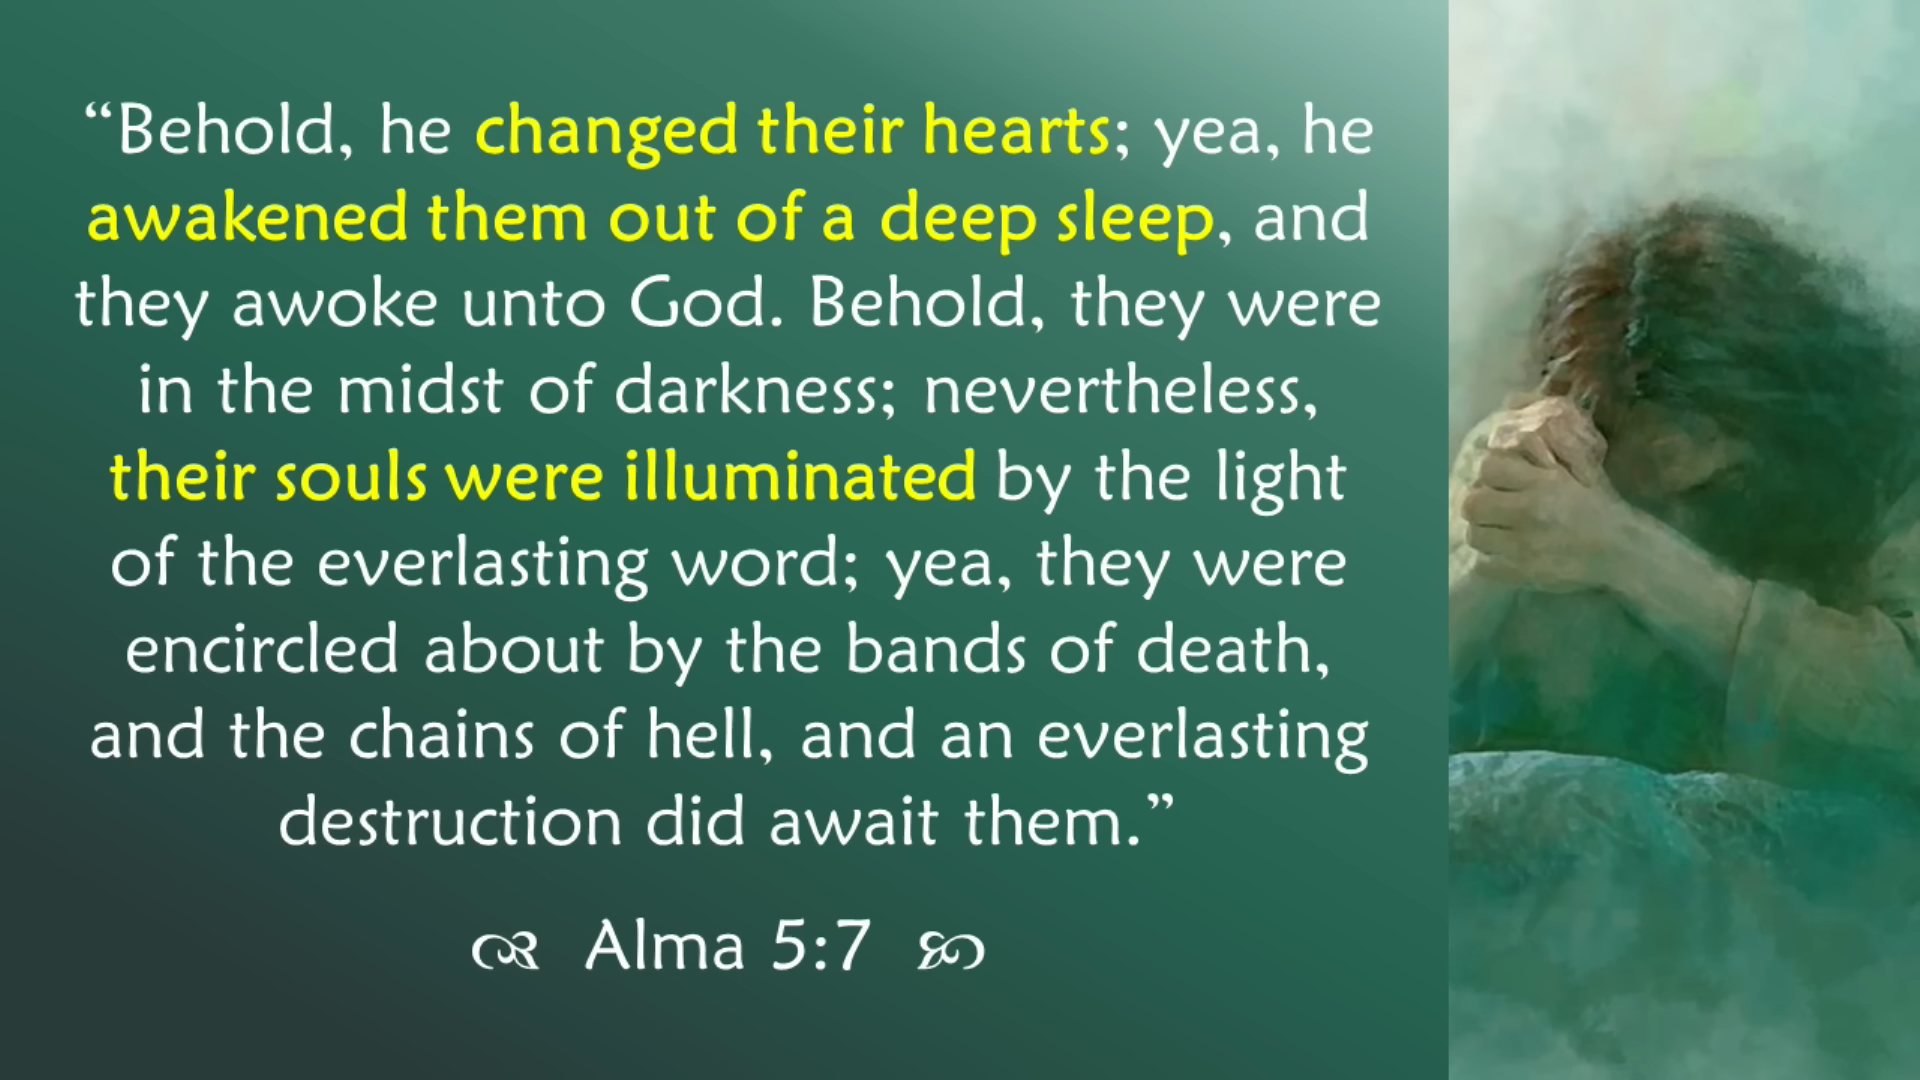 “Behold, he changed their hearts; yea, he
awakened them out of a deep sleep, and
they awoke unto God. Behold, they were
in the midst of darkness; nevertheless,
their souls were illuminated by the light
of the everlasting word; yea, they were
encircled about by the bands of death,
and the chains of hell, and an everlasting
destruction did await them.”
Alma 5:7